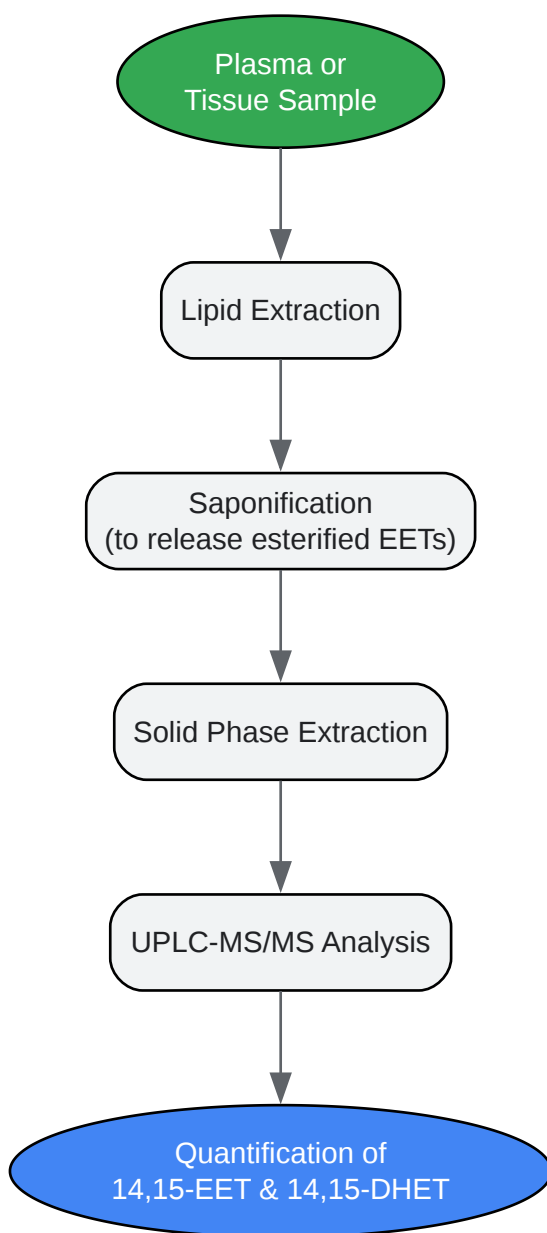 Plasma or
Tissue Sample
Lipid Extraction
Saponification
(to release esterified EETs)
Solid Phase Extraction
UPLC-MS/MS Analysis
Quantification of
14,15-EET & 14,15-DHET